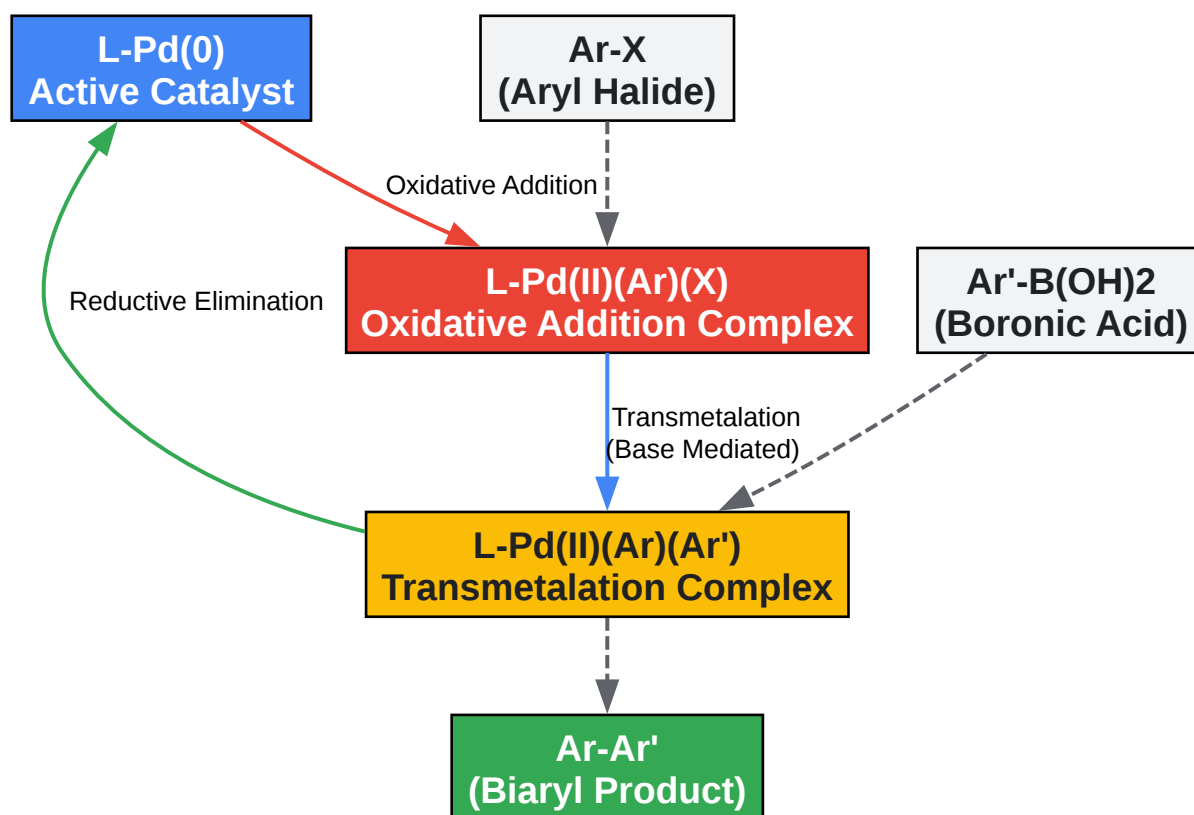 L-Pd(0)
Active Catalyst
Ar-X
(Aryl Halide)
Oxidative Addition
L-Pd(II)(Ar)(X)
Oxidative Addition Complex
Ar'-B(OH)2
(Boronic Acid)
Reductive Elimination
Transmetalation
(Base Mediated)
L-Pd(II)(Ar)(Ar')
Transmetalation Complex
Ar-Ar'
(Biaryl Product)